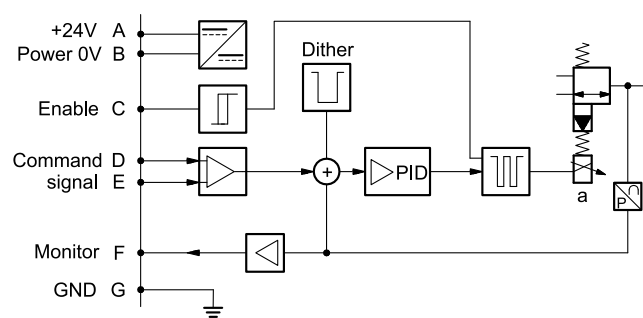 +24V A
Power 0V B
Dither
Enable C
Command D
signal E
PID
a
P
Monitor F
GND G